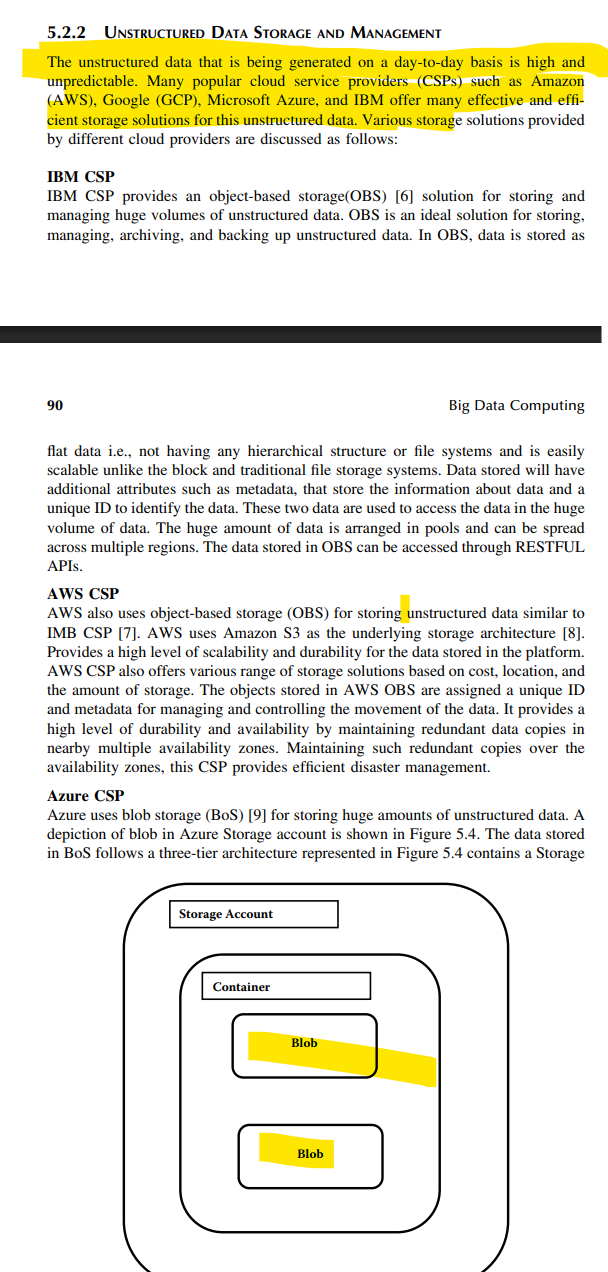 5.2.2 Unstructured Data Storage and Management
The unstructured data that is being generated on a day-to-day basis is high and
unpredictable. Many popular cloud service providers (CSPs) such as Amazon
(AWS), Google (GCP), Microsoft Azure, and IBM offer many effective and effi-
cient storage solutions for this unstructured data. Various storage solutions provided
by different cloud providers are discussed as follows:
IBM CSP
IBM CSP provides an object-based storage(OBS) [6] solution for storing and
managing huge volumes of unstructured data. OBS is an ideal solution for storing,
managing, archiving, and backing up unstructured data. In OBS, data is stored as
90 Big Data Computing
flat data i.e., not having any hierarchical structure or file systems and is easily
scalable unlike the block and traditional file storage systems. Data stored will have
additional attributes such as metadata, that store the information about data and a
unique ID to identify the data. These two data are used to access the data in the huge
volume of data. The huge amount of data is arranged in pools and can be spread
across multiple regions. The data stored in OBS can be accessed through RESTFUL
APIs.
AWS CSP
AWS also uses object-based storage (OBS) for storing unstructured data similar to
IMB CSP [7]. AWS uses Amazon S3 as the underlying storage architecture [8].
Provides a high level of scalability and durability for the data stored in the platform.
AWS CSP also offers various range of storage solutions based on cost, location, and
the amount of storage. The objects stored in AWS OBS are assigned a unique ID
and metadata for managing and controlling the movement of the data. It provides a
high level of durability and availability by maintaining redundant data copies in
nearby multiple availability zones. Maintaining such redundant copies over the
availability zones, this CSP provides efficient disaster management.
Azure CSP
Azure uses blob storage (BoS) [9] for storing huge amounts of unstructured data. A
depiction of blob in Azure Storage account is shown in Figure 5.4. The data stored
in BoS follows a three-tier architecture represented in Figure 5.4 contains a Storage
Storage Account
Container
Blob
Blob